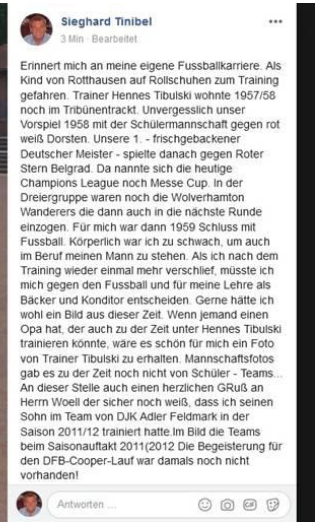 Sieghard Tinibel
3 Min · Bearbeitet
Erinnert mich an meine eigene Fussballkarriere. Als
Kind von Rotthausen auf Rollschuhen zum Training
gefahren. Trainer Hennes Tibulski wohnte 1957/58
noch im Tribünentrackt. Unvergesslich unser
Vorspiel 1958 mit der Schülermannschaft gegen rot
weiß Dorsten. Unsere 1. - frischgebackener
Deutscher Meister - spielte danach gegen Roter
Stern Belgrad. Da nannte sich die heutige
Champions League noch Messe Cup. In der
Dreiergruppe waren noch die Wolverhamton
Wanderers die dann auch in die nächste Runde
einzogen. Für mich war dann 1959 Schluss mit
Fussball. Körperlich war ich zu schwach, um auch
im Beruf meinen Mann zu stehen. Als ich nach dem
Training wieder einmal mehr verschlief, müsste ich
mich gegen den Fussball und für meine Lehre als
Bäcker und Konditor entscheiden. Gerne hätte ich
wohl ein Bild aus dieser Zeit. Wenn jemand einen
Opa hat, der auch zu der Zeit unter Hennes Tibulski
trainieren könnte, wäre es schön für mich ein Foto
von Trainer Tibulski zu erhalten. Mannschaftsfotos
gab es zu der Zeit noch nicht von Schüler - Teams...
An dieser Stelle auch einen herzlichen GRuß an
Herrn Woell der sicher noch weiß, dass ich seinen
Sohn im Team von DJK Adler Feldmark in der
Saison 2011/12 trainiert hatte.Im Bild die Teams
beim Saisonauftakt 2011(2012 Die Begeisterung für
den DFB-Cooper-Lauf war damals noch nicht
vorhanden!
Antworten ...
GIF